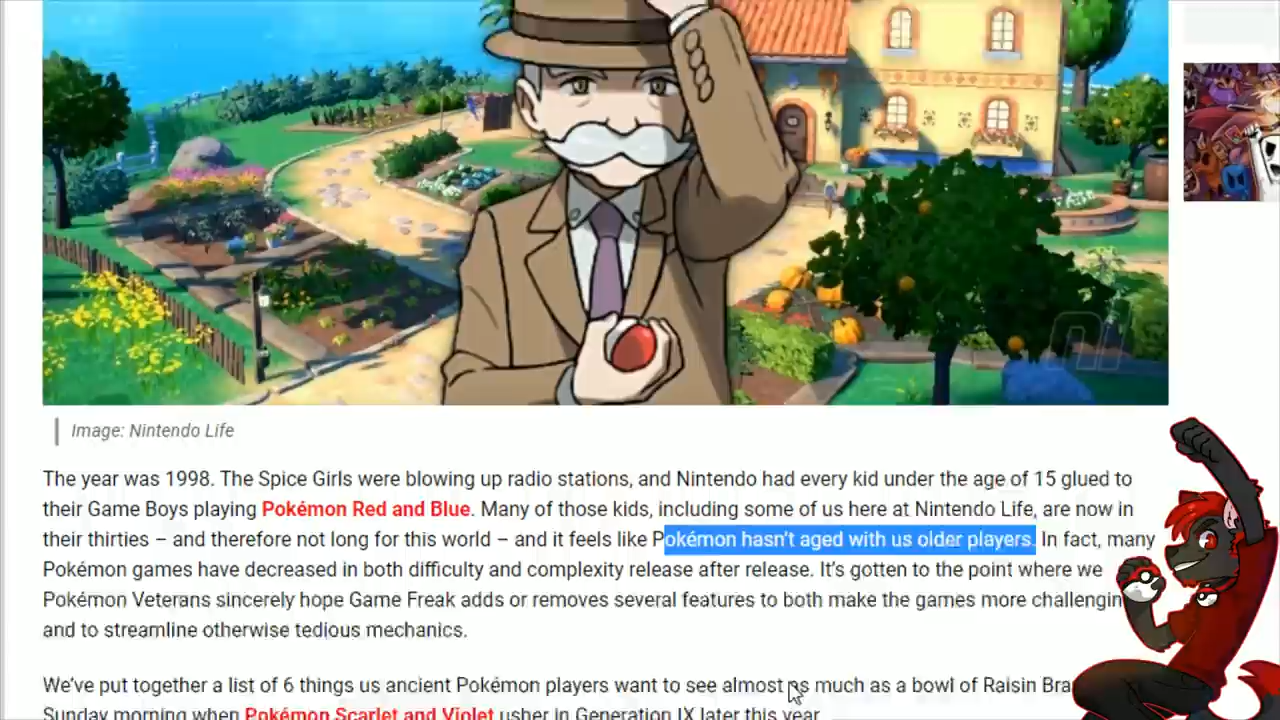 Image: Nintendo Life
The year was 1998. The Spice Girls were blowing up radio stations, and Nintendo had every kid under the age of 15 glued to
their Game Boys playing Pokémon Red and Blue. Many of those kids, including some of us here at Nintendo Life, are now in
their thirties – and therefore not long for this world – and it feels like Pokémon hasn't aged with us older players. In fact, many
Pokémon games have decreased in both difficulty and complexity release after release. It's gotten to the point where we
Pokémon Veterans sincerely hope Game Freak adds or removes several features to both make the games more challengin
and to streamline otherwise tedious mechanics.
We've put together a list of 6 things us ancient Pokémon players want to see almost as much as a bowl of Raisin Bra
Sunday morning when Pokémon Scarlet and Violet usher in Generation IX later this year.